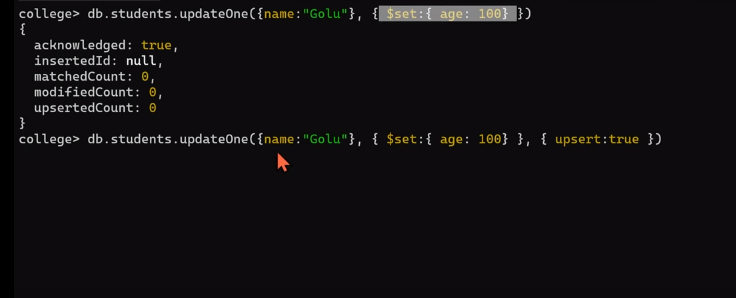 college> db.students.updateOne({name:"Golu"}, { $set:{ age: 100} })
{
  acknowledged: true,
  insertedId: null,
  matchedCount: 0,
  modifiedCount: 0,
  upsertedCount: 0
}
college> db.students.updateOne({name:"Golu"}, { $set:{ age: 100} }, { upsert:true })